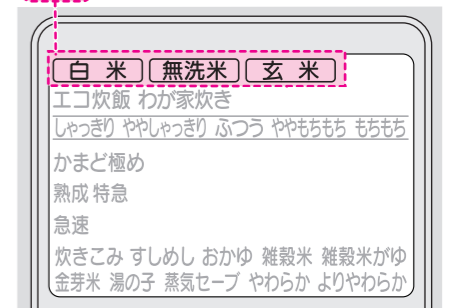 白米 無洗米 玄米
エコ炊飯 わが家炊き
しゃっきり ややしゃっきり ふつう ややもちもち もちもち
かまど極め
熟成 特急
急速
炊きこみ すしめし おかゆ 雑穀米 雑穀米がゆ
金芽米 湯の子 蒸気セーブ やわらか よりやわらか